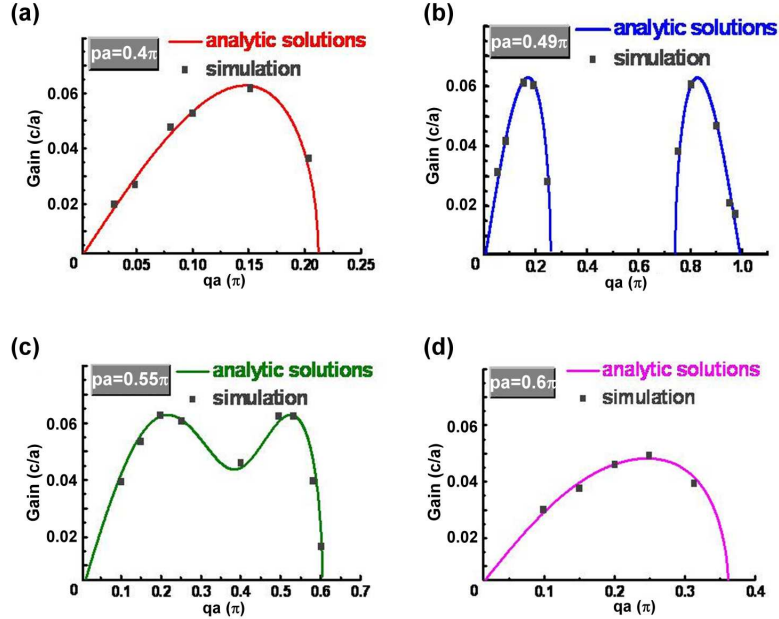 (a)
analytic solutions
pa=0.4π
simulation
Gain (c/a)
0.06
0.04
0.02
0
0.05
0.10
0.15
0.20
0.25
qa (π)
(b)
analytic solutions
pa=0.49π
simulation
Gain (c/a)
0.06
0.04
0.02
0
0.2
0.4
0.6
0.8
1.0
qa (π)
(c)
analytic solutions
pa=0.55π
simulation
Gain (c/a)
0.06
0.04
0.02
0
0.1
0.2
0.3
0.4
0.5
0.6
0.7
qa (π)
(d)
analytic solutions
pa=0.6π
simulation
Gain (c/a)
0.08
0.06
0.04
0.02
0
0.1
0.2
0.3
0.4
qa (π)